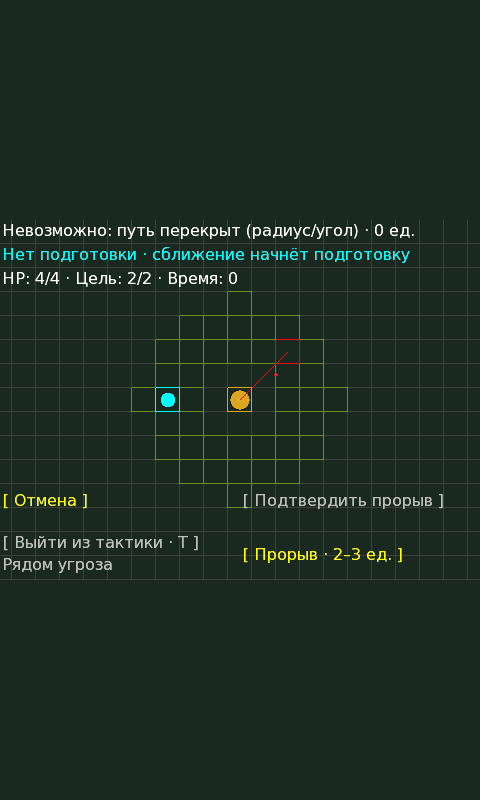 Невозможно: путь перекрыт (радиус/угол) · 0 ед.
Нет подготовки · сближение начнёт подготовку
HP: 4/4 · Цель: 2/2 · Время: 0
[ Отмена ]
[ Подтвердить прорыв ]
[ Выйти из тактики · T ]
[ Прорыв · 2–3 ед. ]
Рядом угроза